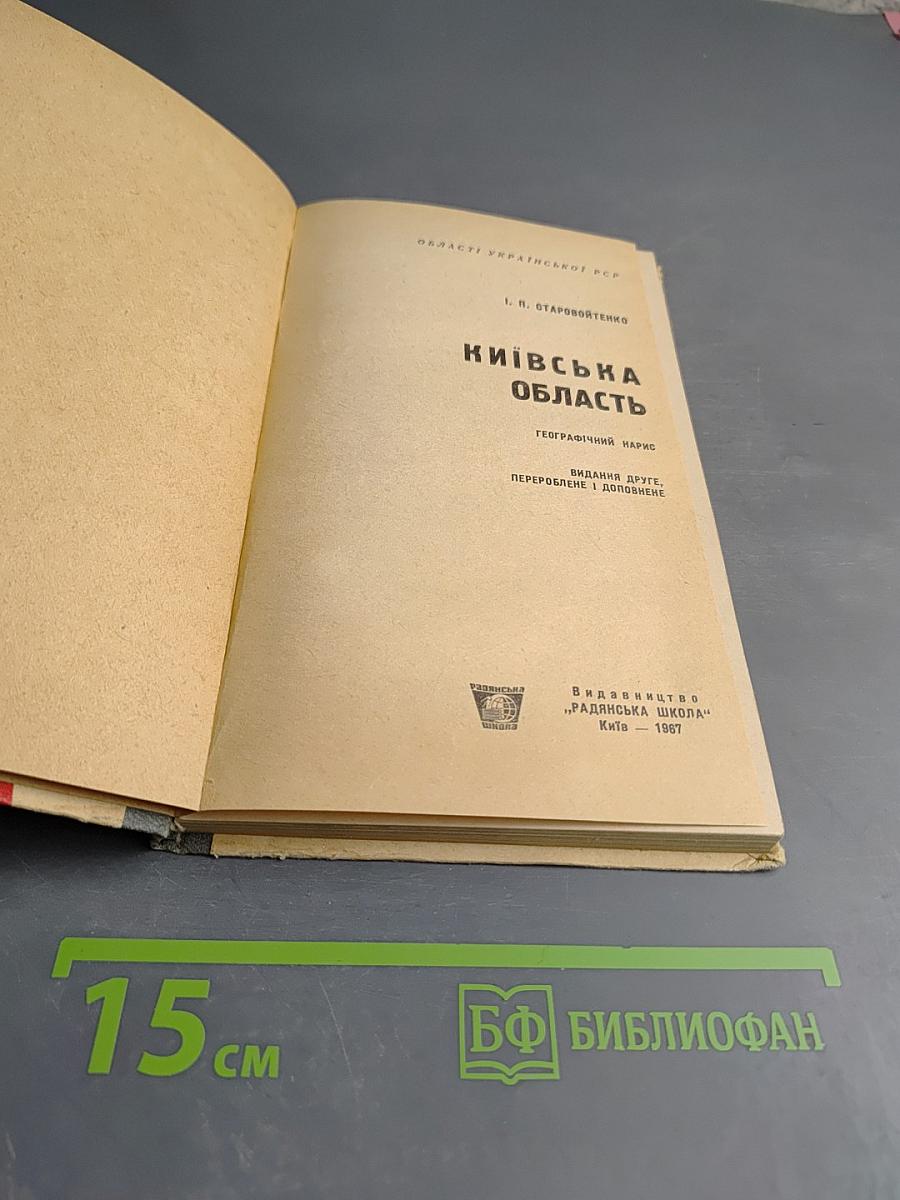 ОБЛАСТІ УКРАЇНСЬКОЇ РСР
І. П. СТАРОВОЙТЕНКО
КИЇВСЬКА
ОБЛАСТЬ
ГЕОГРАФІЧНИЙ НАРИС
ВИДАННЯ ДРУГЕ,
ПЕРЕРОБЛЕНЕ І ДОПОВНЕНЕ
РАДЯНСЬКА
ШКОЛА
Видавництво
„РАДЯНСЬКА ШКОЛА“
Київ — 1967
15 см
БФ БИБЛИОФАН